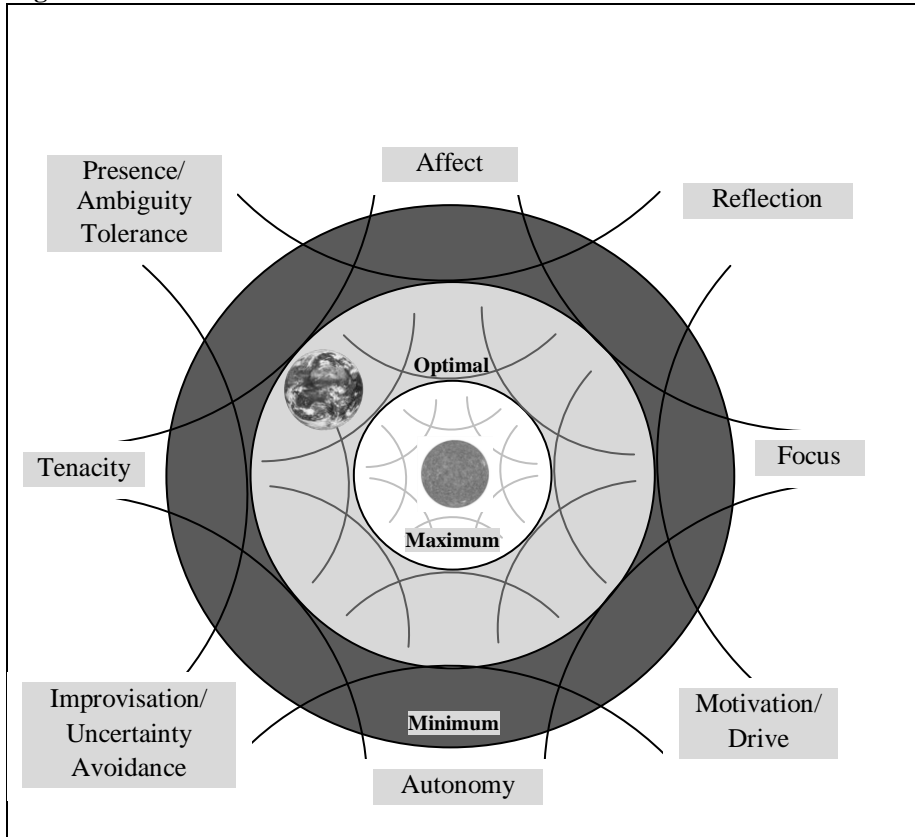 Affect
Presence/
Ambiguity
Tolerance
Reflection
Optimal
Tenacity
Focus
Maximum
Improvisation/
Uncertainty
Avoidance
Minimum
Motivation/
Drive
Autonomy